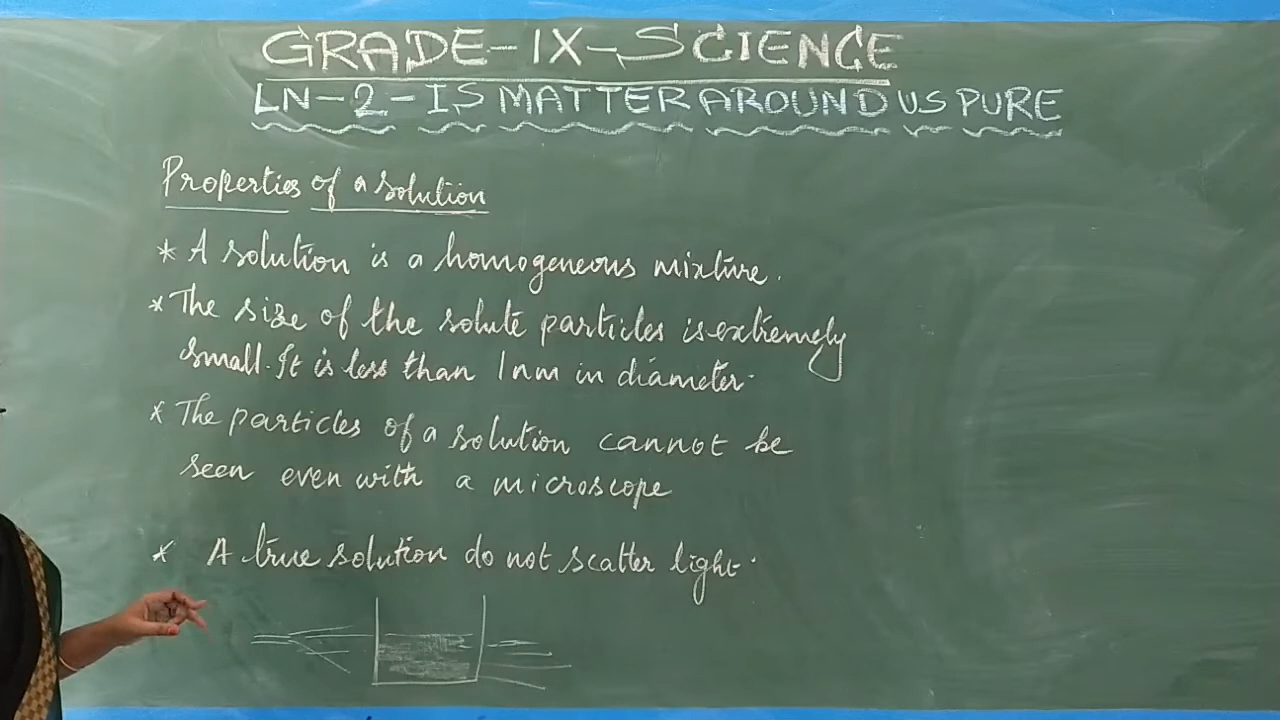 GRADE-IX-SCIENCE
LN-2-IS MATTER AROUND US PURE
Properties of a solution
* A solution is a homogeneous mixture.
* The size of the solute particles is extremely
small. It is less than 1nm in diameter.
* The particles of a solution cannot be
seen even with a microscope
* A true solution do not scatter light.